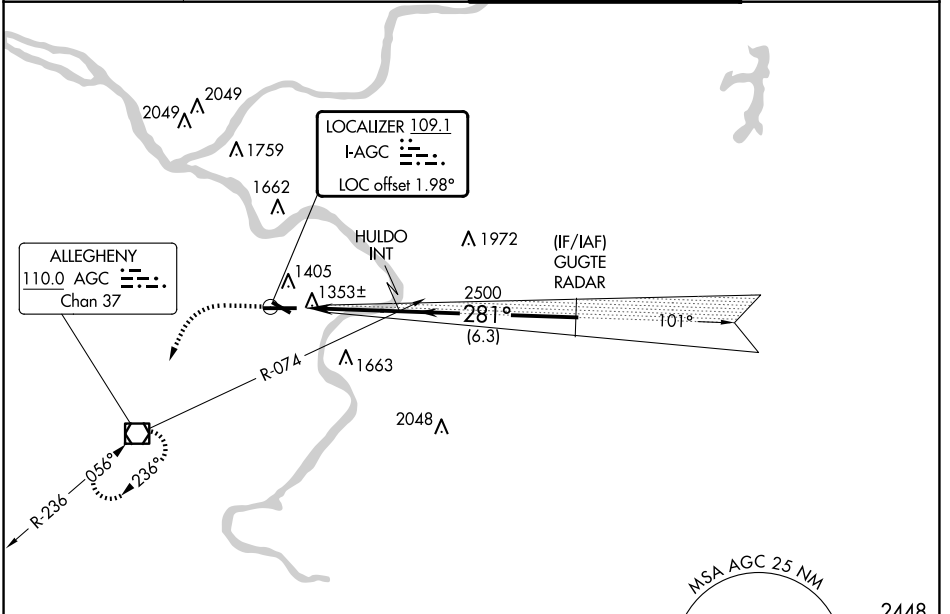 2049
2049
1759
1662
LOCALIZER 109.1
I-AGC
LOC offset 1.98°
HULDO
INT
1972
(IF/IAF)
GUGTE
RADAR
ALLEGHENY
110.0 AGC
Chan 37
1405
1353±
2500
281°
(6.3)
101°
R-074
1663
2048
R-236
056°
236°
MSA AGC 25 NM
2448